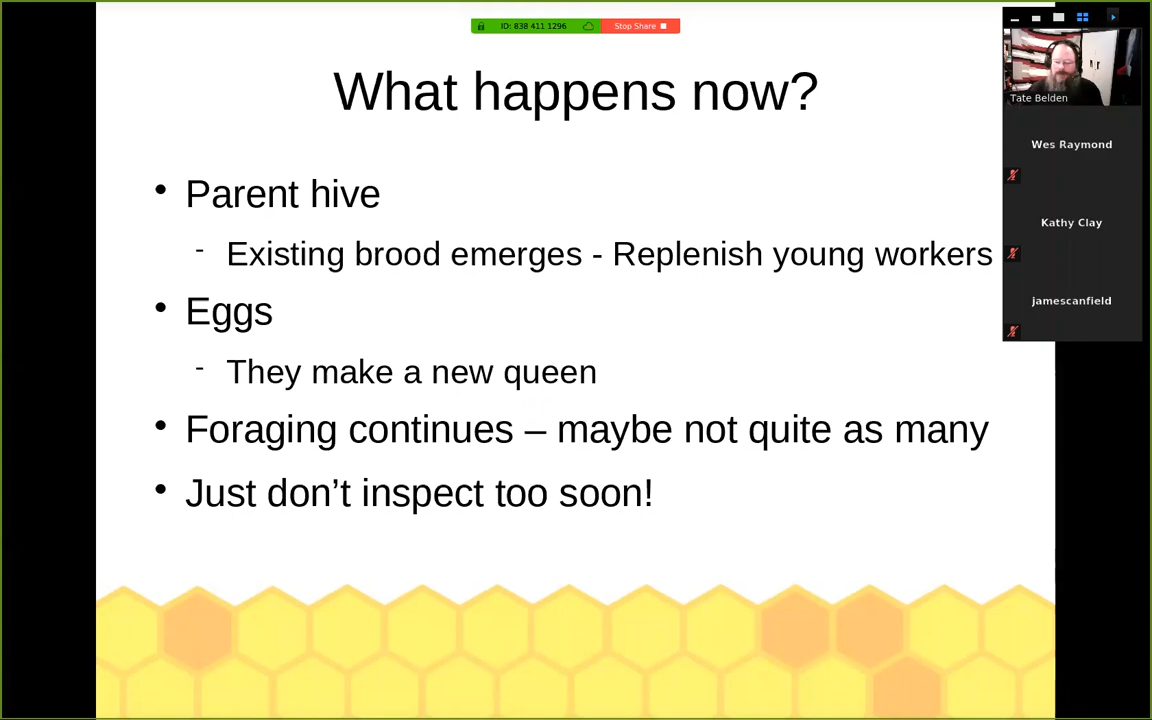 ID: 838 411 1296
Stop Share
What happens now?
• Parent hive
- Existing brood emerges - Replenish young workers
• Eggs
- They make a new queen
• Foraging continues – maybe not quite as many
• Just don’t inspect too soon!
Tate Belden
Wes Raymond
Kathy Clay
jamescanfield